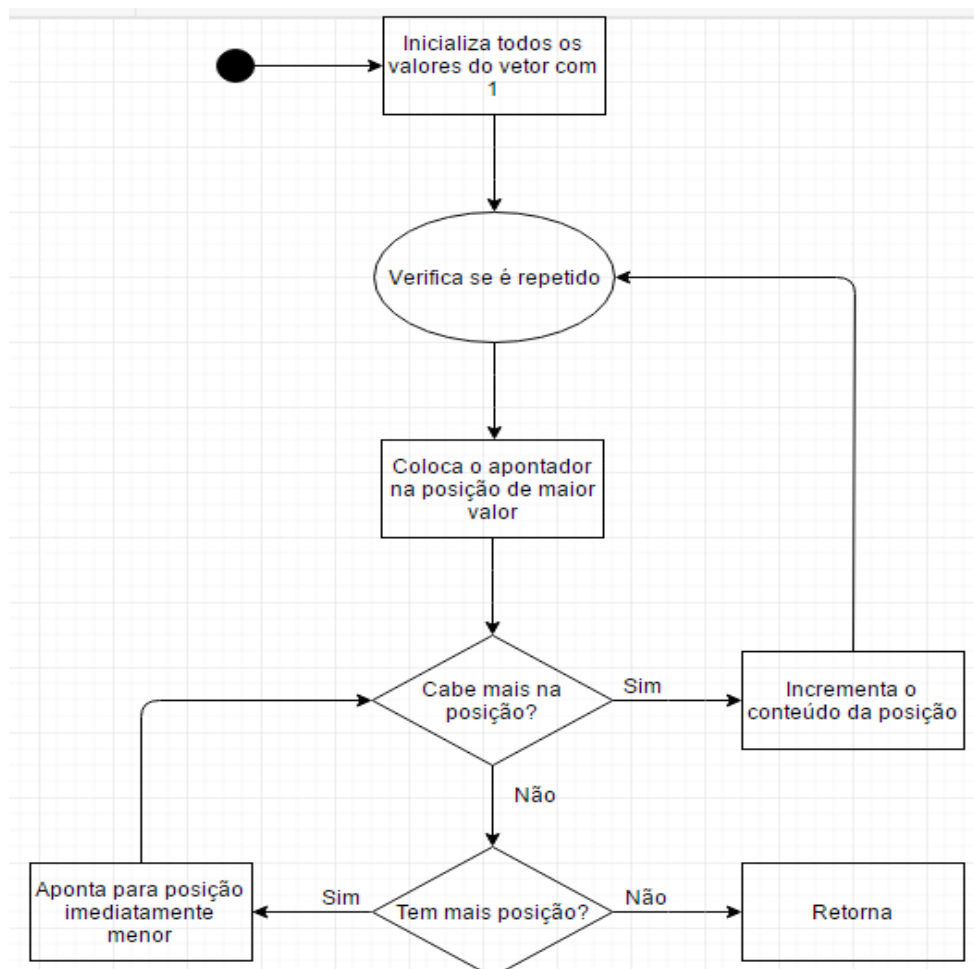 Inicializa todos os
valores do vetor com
1
Verifica se é repetido
Coloca o apontador
na posição de maior
valor
Cabe mais na
posição?
Sim
Incrementa o
conteúdo da posição
Não
Aponta para posição
imediatamente
menor
Sim
Tem mais posição?
Não
Retorna